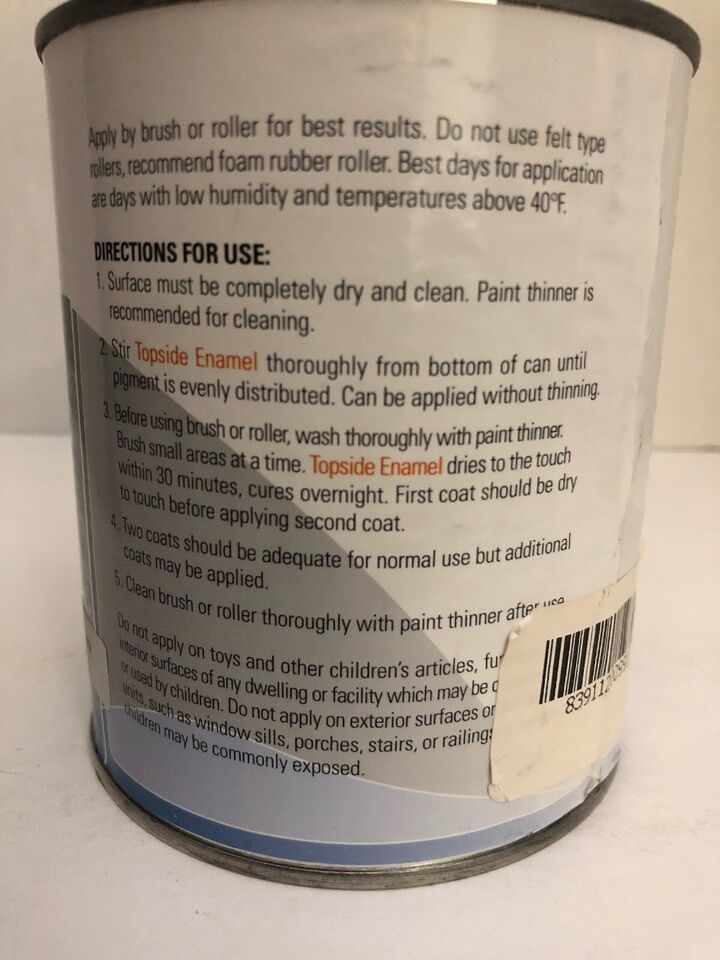 Apply by brush or roller for best results. Do not use felt type
rollers, recommend foam rubber roller. Best days for application
are days with low humidity and temperatures above 40°F.
DIRECTIONS FOR USE:
1. Surface must be completely dry and clean. Paint thinner is
recommended for cleaning.
2. Stir Topside Enamel thoroughly from bottom of can until
pigment is evenly distributed. Can be applied without thinning.
3. Before using brush or roller, wash thoroughly with paint thinner.
Brush small areas at a time. Topside Enamel dries to the touch
within 30 minutes, cures overnight. First coat should be dry
to touch before applying second coat.
4. Two coats should be adequate for normal use but additional
coats may be applied.
5. Clean brush or roller thoroughly with paint thinner after use
Do not apply on toys and other children's articles,
interior surfaces of any dwelling or facility which may be
or used by children. Do not apply on exterior surfaces
units, such as window sills, porches, stairs, or railings
children may be commonly exposed.